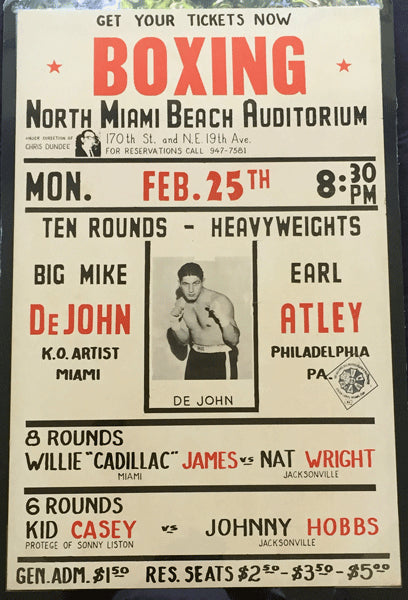 GET YOUR TICKETS NOW
BOXING
NORTH MIAMI BEACH AUDITORIUM
UNDER DIRECTION OF
CHRIS DUNDEE
170th St. and N.E. 19th Ave.
FOR RESERVATIONS CALL 947-7581
MON. FEB. 25TH 8:30 PM
TEN ROUNDS - HEAVYWEIGHTS
BIG MIKE
DeJOHN
K.O. ARTIST
MIAMI
DE JOHN
EARL
ATLEY
PHILADELPHIA
PA.
8 ROUNDS
WILLIE "CADILLAC" JAMES vs NAT WRIGHT
MIAMI JACKSONVILLE
6 ROUNDS
KID CASEY vs JOHNNY HOBBS
PROTEGE OF SONNY LISTON JACKSONVILLE
GEN. ADM. $1.50 RES. SEATS $2.50 - $3.50 - $5.00